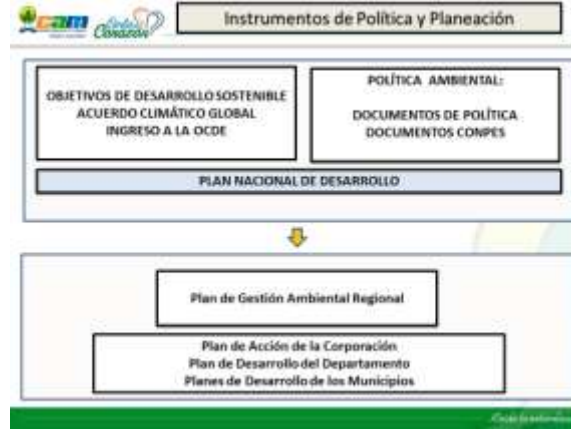 cam
Corazón
Instrumentos de Política y Planeación
OBJETIVOS DE DESARROLLO SOSTENIBLE
ACUERDO CLIMÁTICO GLOBAL
INGRESO A LA OCDE
POLÍTICA AMBIENTAL:
DOCUMENTOS DE POLÍTICA
DOCUMENTOS CONPES
PLAN NACIONAL DE DESARROLLO
Plan de Gestión Ambiental Regional
Plan de Acción de la Corporación
Plan de Desarrollo del Departamento
Planes de Desarrollo de los Municipios